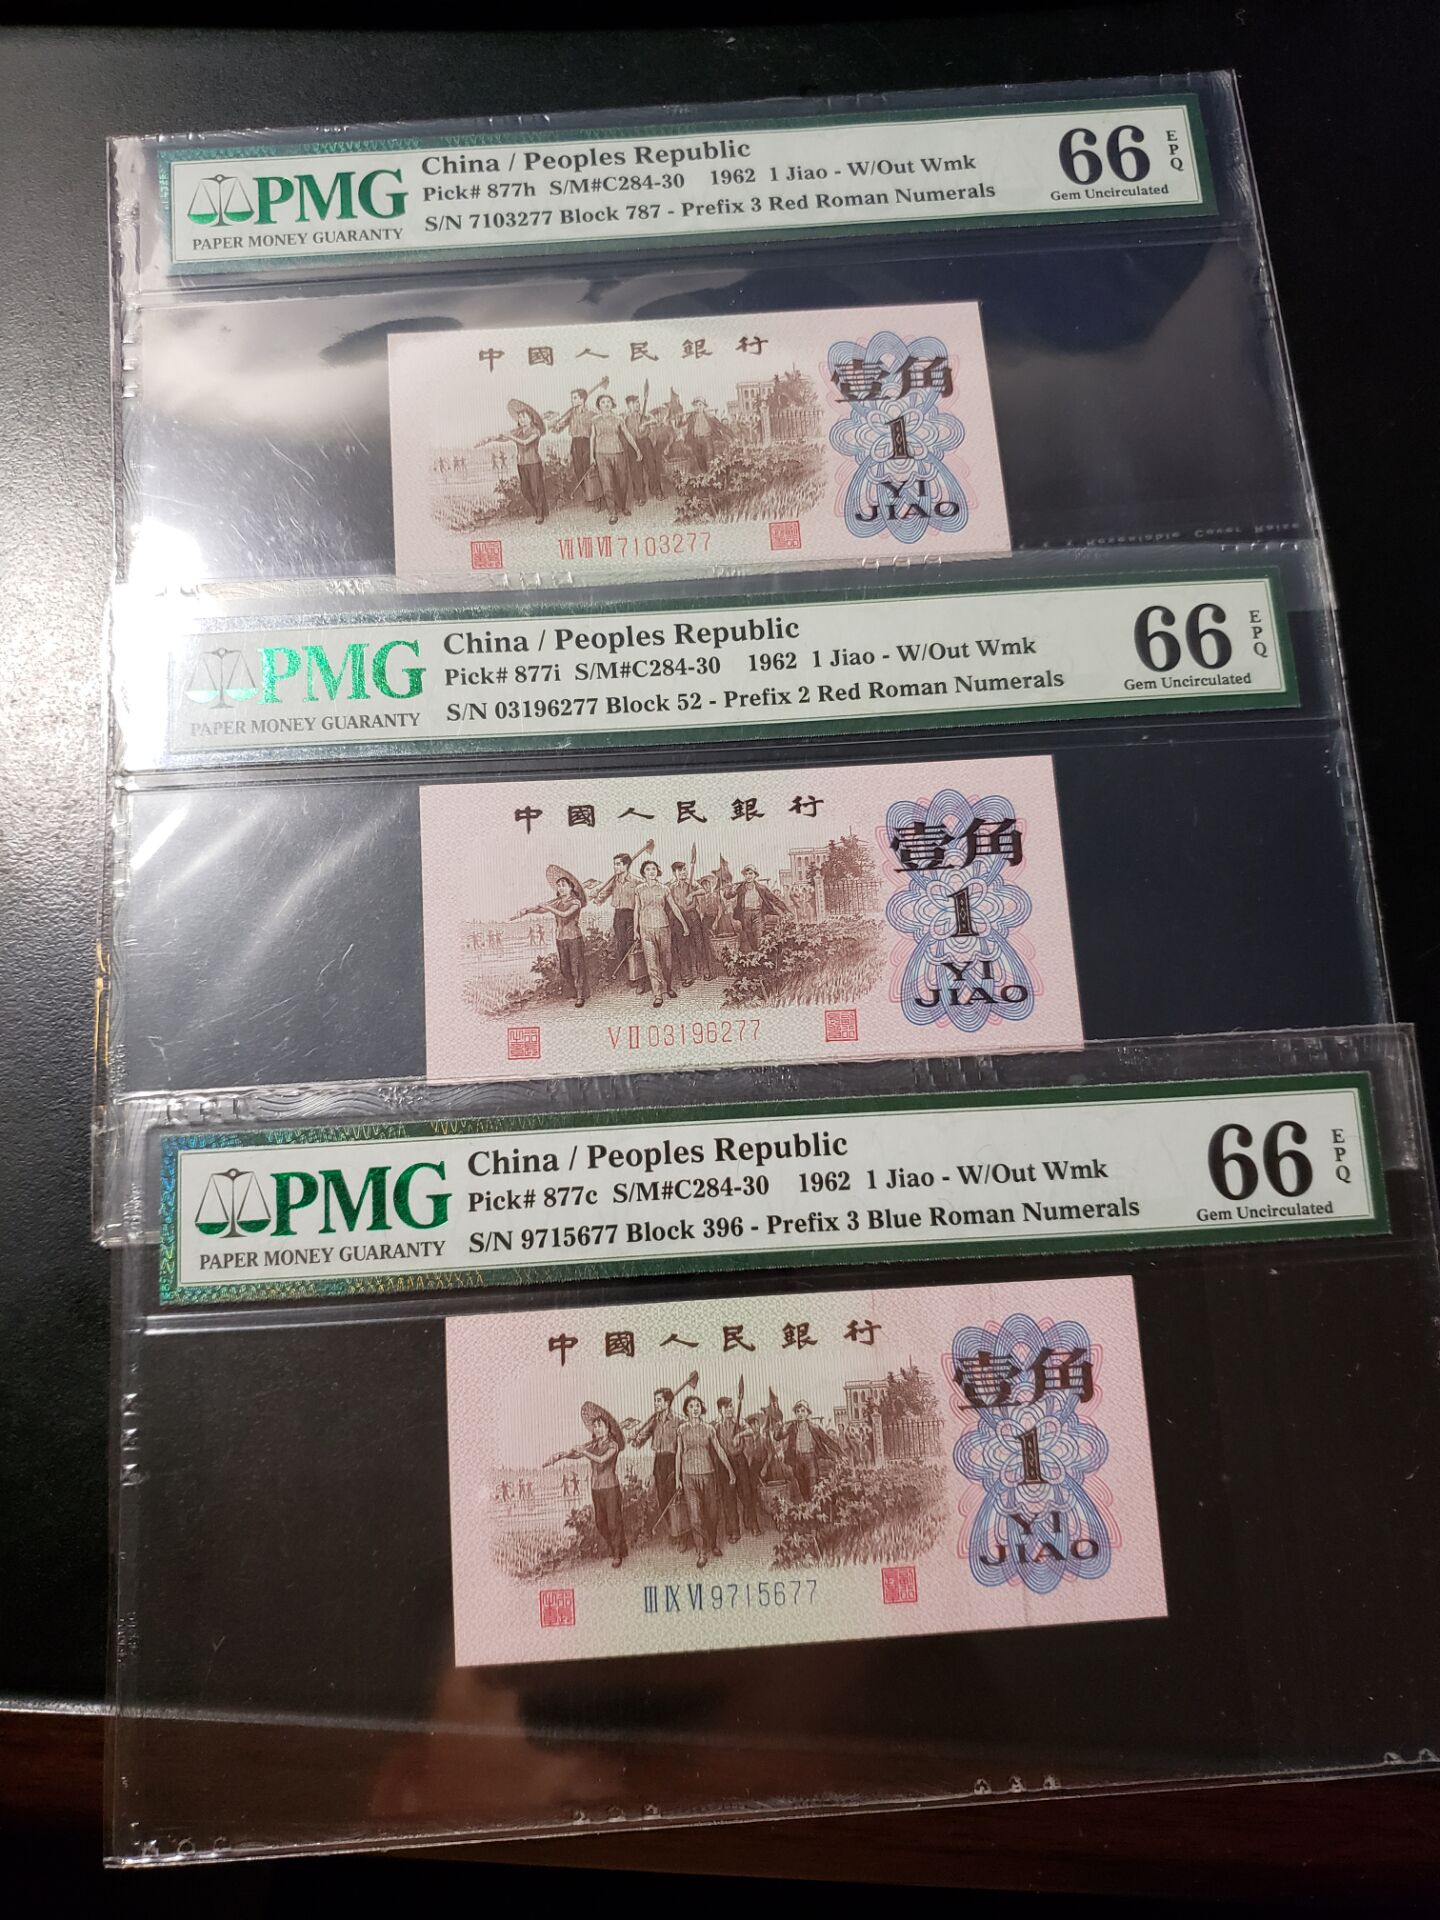 PMG
PAPER MONEY GUARANTY
China / Peoples Republic
Pick# 877h S/M#C284-30 1962 1 Jiao - W/Out Wmk
S/N 7103277 Block 787 - Prefix 3 Red Roman Numerals
66
EPQ
Gem Uncirculated
中國人民銀行
壹角
1
YI
JIAO
Ⅶ Ⅷ Ⅶ 7103277
PMG
PAPER MONEY GUARANTY
China / Peoples Republic
Pick# 877i S/M#C284-30 1962 1 Jiao - W/Out Wmk
S/N 03196277 Block 52 - Prefix 2 Red Roman Numerals
66
EPQ
Gem Uncirculated
中國人民銀行
壹角
1
YI
JIAO
Ⅴ Ⅱ 03196277
PMG
PAPER MONEY GUARANTY
China / Peoples Republic
Pick# 877c S/M#C284-30 1962 1 Jiao - W/Out Wmk
S/N 9715677 Block 396 - Prefix 3 Blue Roman Numerals
66
EPQ
Gem Uncirculated
中國人民銀行
壹角
1
YI
JIAO
Ⅲ Ⅸ Ⅵ 9715677